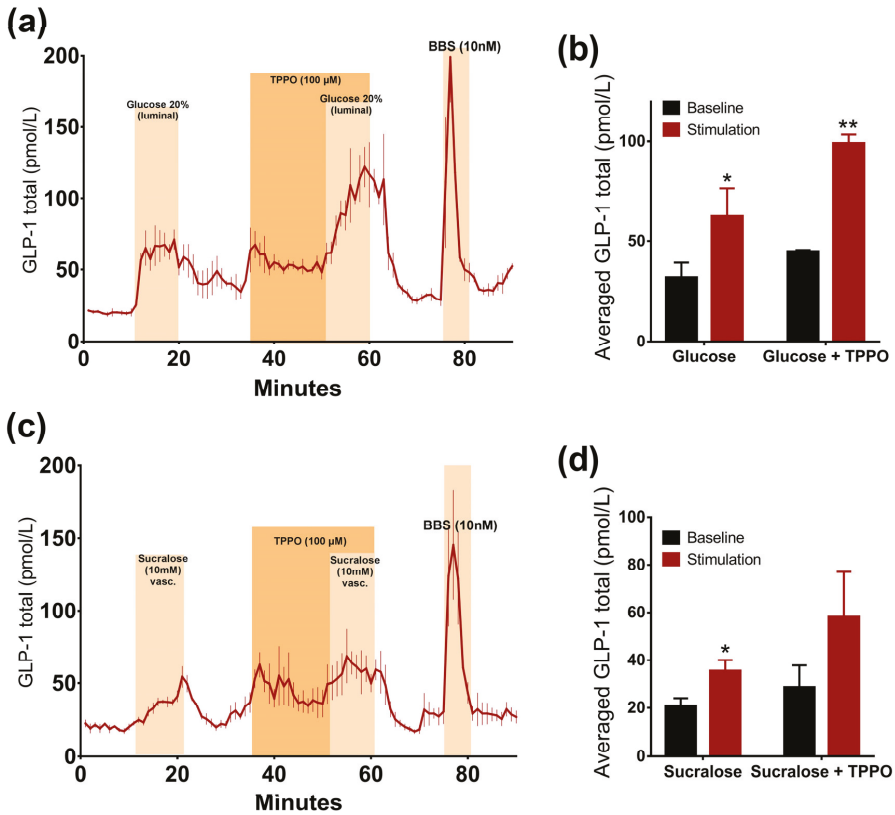 (a)
GLP-1 total (pmol/L)
200
150
100
50
0
0
20
40
60
80
Minutes
Glucose 20%
(luminal)
TPPO (100 µM)
Glucose 20%
(luminal)
BBS (10nM)
(b)
Averaged GLP-1 total (pmol/L)
100
50
0
Baseline
Stimulation
*
**
Glucose
Glucose + TPPO
(c)
GLP-1 total (pmol/L)
200
150
100
50
0
0
20
40
60
80
Minutes
Sucralose
(10mM)
vasc.
TPPO (100 µM)
Sucralose
(10mM)
vasc.
BBS (10nM)
(d)
Averaged GLP-1 total (pmol/L)
100
80
60
40
20
0
Baseline
Stimulation
*
Sucralose
Sucralose + TPPO